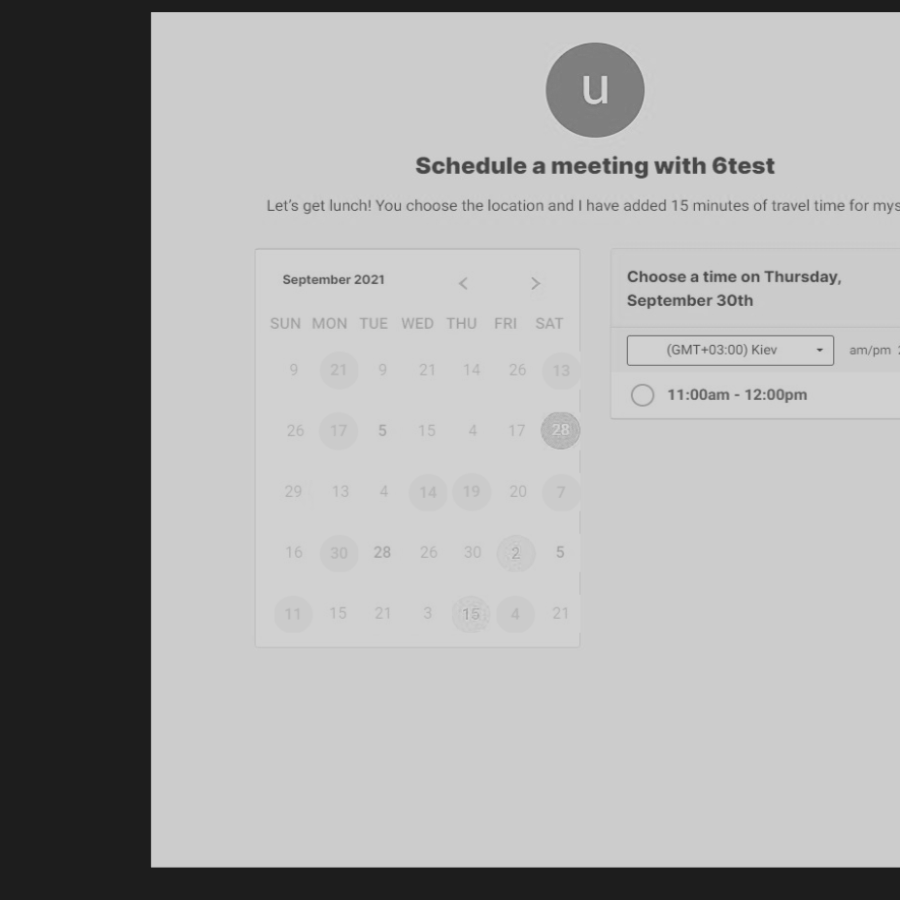 u
Schedule a meeting with 6test
Let's get lunch! You choose the location and I have added 15 minutes of travel time for mys
September 2021
SUN MON TUE WED THU FRI SAT
9 21 9 21 14 26 13
26 17 5 15 4 17 28
29 13 4 14 19 20 7
16 30 28 26 30 2 5
11 15 21 3 15 4 21
Choose a time on Thursday,
September 30th
(GMT+03:00) Kiev am/pm
11:00am - 12:00pm